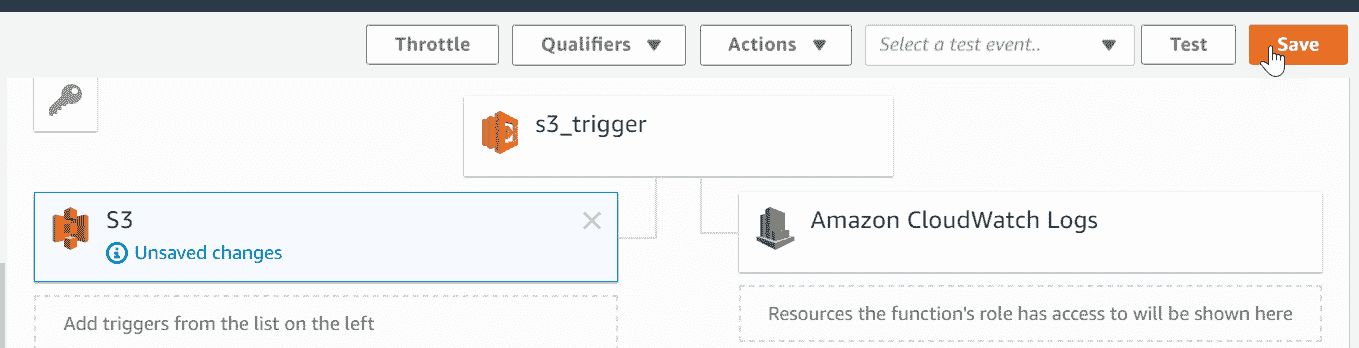 Throttle
Qualifiers
Actions
Select a test event..
Test
Save
s3_trigger
S3
Unsaved changes
Amazon CloudWatch Logs
Add triggers from the list on the left
Resources the function's role has access to will be shown here